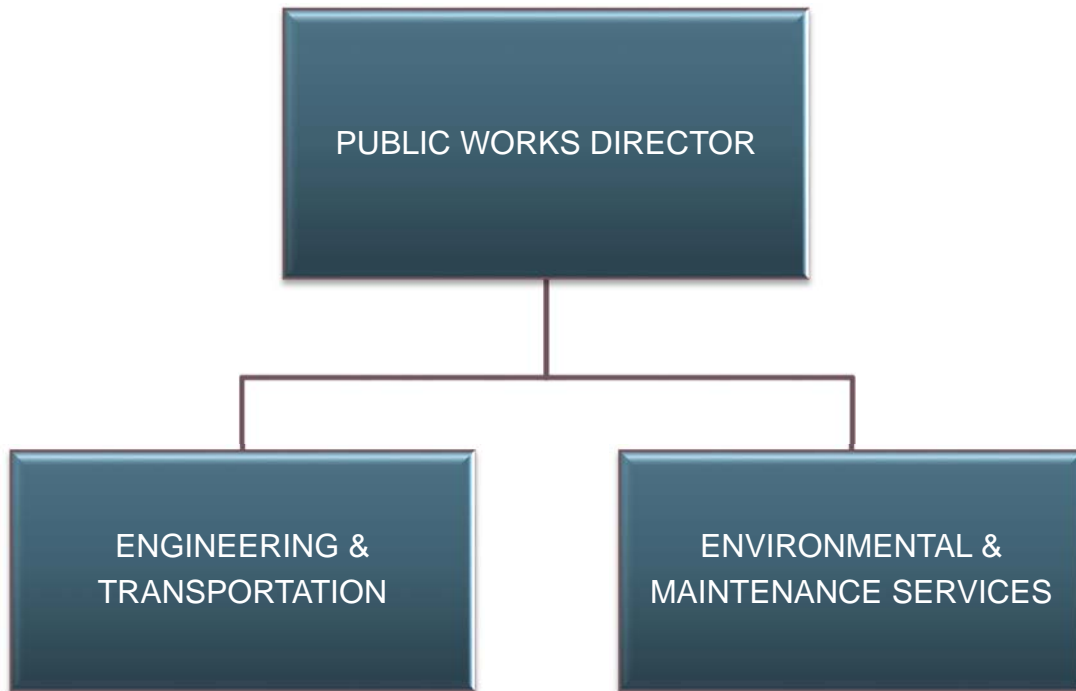 PUBLIC WORKS DIRECTOR
ENGINEERING &
TRANSPORTATION
ENVIRONMENTAL &
MAINTENANCE SERVICES